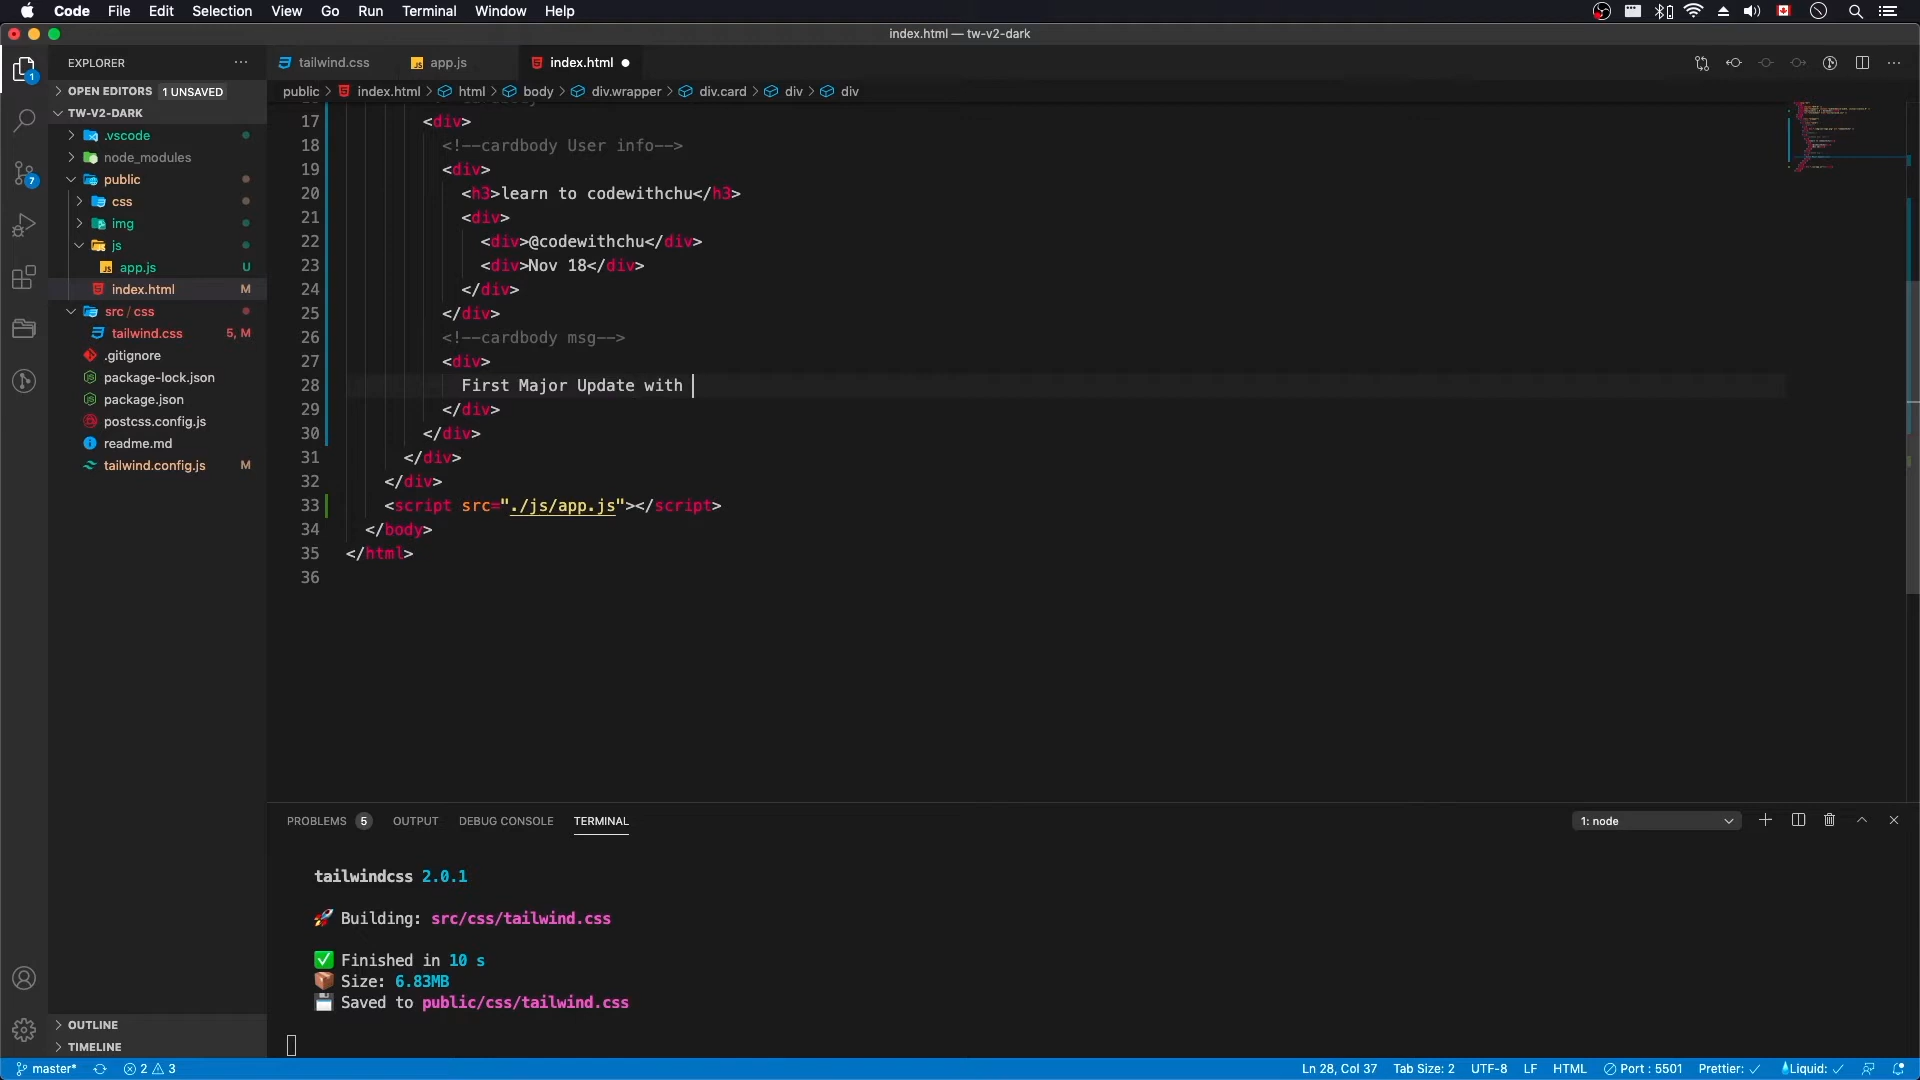 Code File Edit Selection View Go Run Terminal Window Help
index.html — tw-v2-dark
EXPLORER
tailwind.css app.js index.html
OPEN EDITORS 1 UNSAVED
public > index.html > html > body > div.wrapper > div.card > div > div
TW-V2-DARK
.vscode
node_modules
public
css
img
js
app.js U
index.html M
src / css
tailwind.css 5, M
.gitignore
package-lock.json
package.json
postcss.config.js
readme.md
tailwind.config.js M
OUTLINE
TIMELINE
1
7
17 <div>
18 <!--cardbody User info-->
19 <div>
20 <h3>learn to codewithchu</h3>
21 <div>
22 <div>@codewithchu</div>
23 <div>Nov 18</div>
24 </div>
25 </div>
26 <!--cardbody msg-->
27 <div>
28 First Major Update with
29 </div>
30 </div>
31 </div>
32 </div>
33 <script src="./js/app.js"></script>
34 </body>
35 </html>
36
PROBLEMS 5 OUTPUT DEBUG CONSOLE TERMINAL 1: node
tailwindcss 2.0.1
🚀 Building: src/css/tailwind.css
✅ Finished in 10 s
📦 Size: 6.83MB
💾 Saved to public/css/tailwind.css
master* 2 3 Ln 28, Col 37 Tab Size: 2 UTF-8 LF HTML Port : 5501 Prettier: ✓ Liquid: ✓